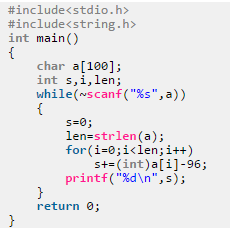 #include<stdio.h>
#include<string.h>
int main()
{
    char a[100];
    int s,i,len;
    while(~scanf("%s",a))
    {
        s=0;
        len=strlen(a);
        for(i=0;i<len;i++)
            s+=(int)a[i]-96;
        printf("%d\n",s);
    }
    return 0;
}